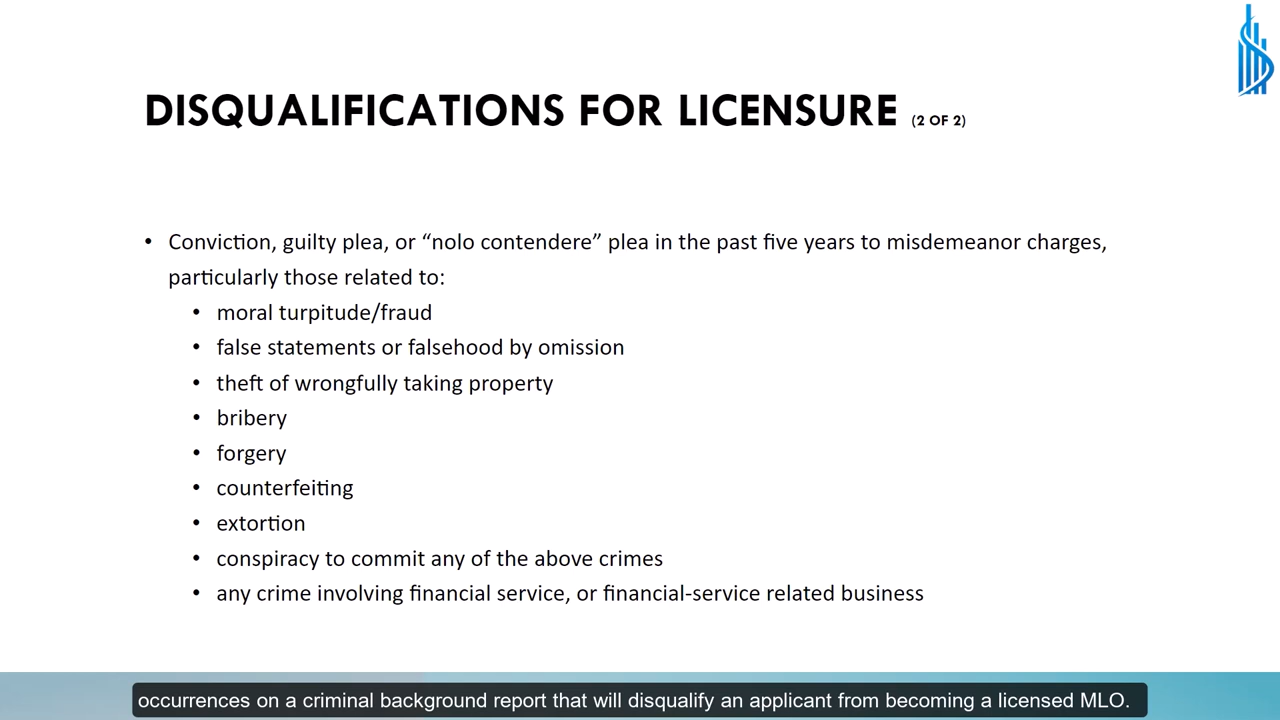 DISQUALIFICATIONS FOR LICENSURE (2 OF 2)
• Conviction, guilty plea, or “nolo contendere” plea in the past five years to misdemeanor charges,
particularly those related to:
• moral turpitude/fraud
• false statements or falsehood by omission
• theft of wrongfully taking property
• bribery
• forgery
• counterfeiting
• extortion
• conspiracy to commit any of the above crimes
• any crime involving financial service, or financial-service related business
occurrences on a criminal background report that will disqualify an applicant from becoming a licensed MLO.